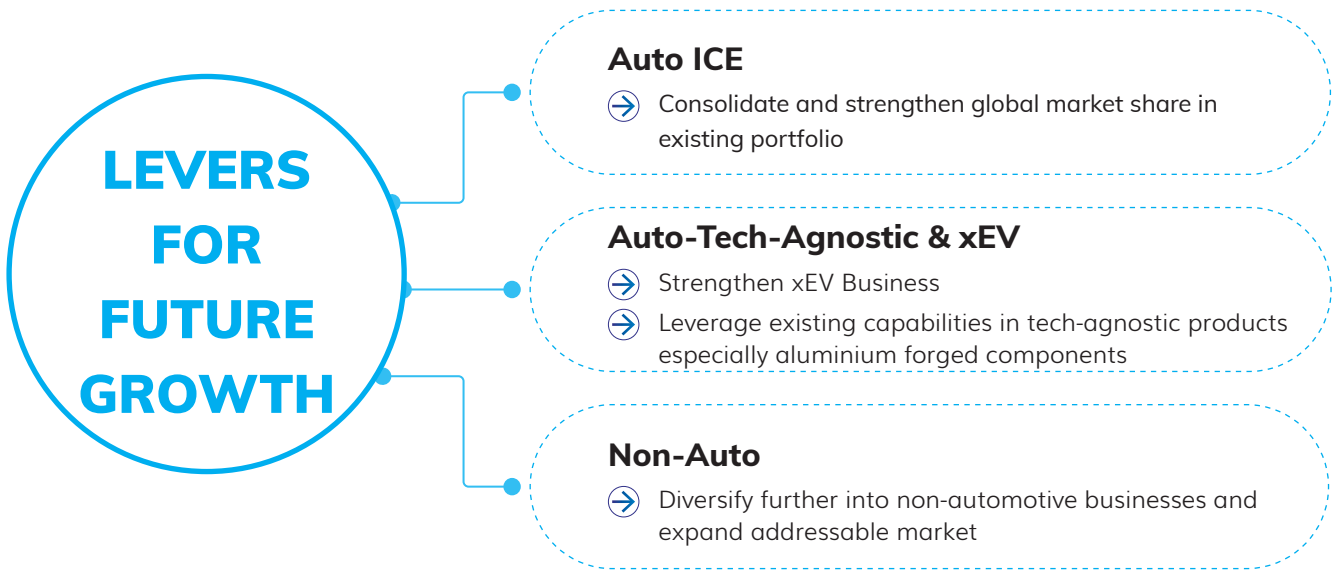 LEVERS
FOR
FUTURE
GROWTH
Auto ICE
Consolidate and strengthen global market share in
existing portfolio
Auto-Tech-Agnostic & xEV
Strengthen xEV Business
Leverage existing capabilities in tech-agnostic products
especially aluminium forged components
Non-Auto
Diversify further into non-automotive businesses and
expand addressable market